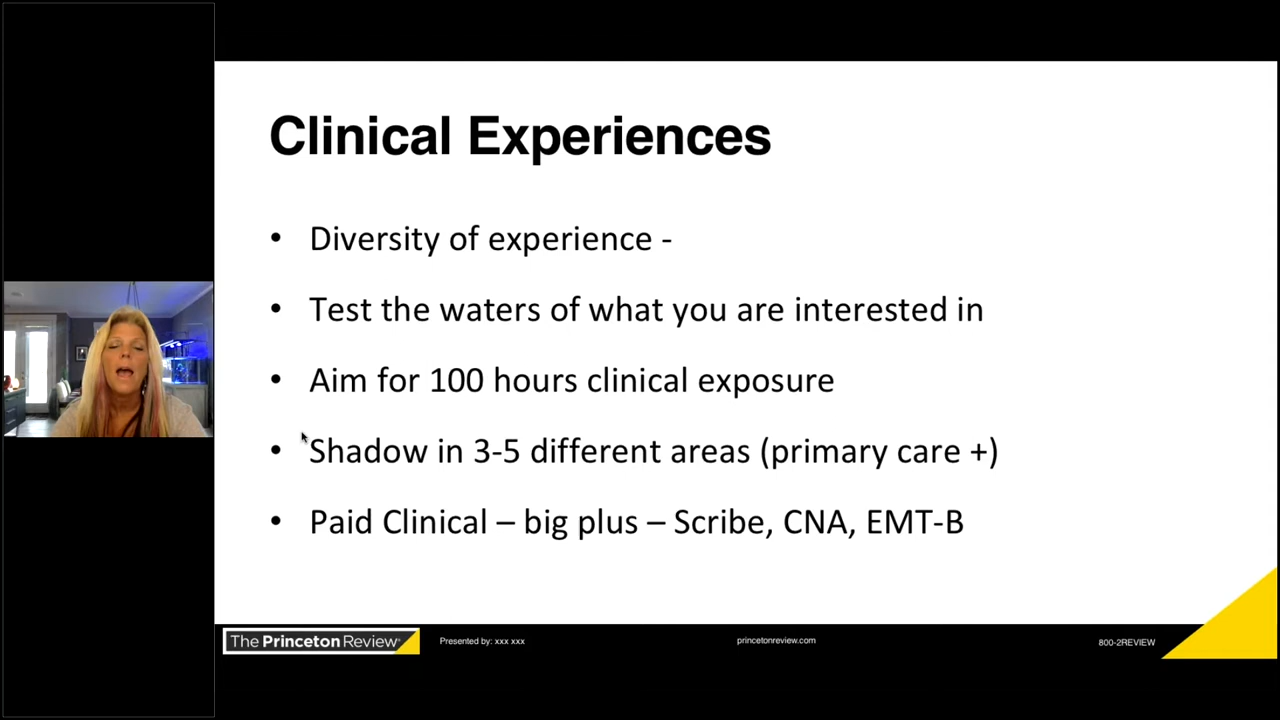 Clinical Experiences
• Diversity of experience -
• Test the waters of what you are interested in
• Aim for 100 hours clinical exposure
• Shadow in 3-5 different areas (primary care +)
• Paid Clinical – big plus – Scribe, CNA, EMT-B
The Princeton Review
Presented by: xxx xxx
princetonreview.com
800-2REVIEW